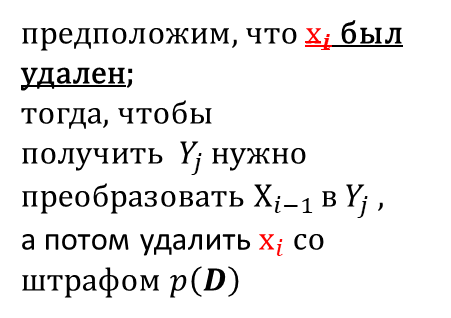 предположим, что xᵢ был
удален;
тогда, чтобы
получить Yⱼ нужно
преобразовать Xᵢ₋₁ в Yⱼ ,
а потом удалить xᵢ со
штрафом p(D)